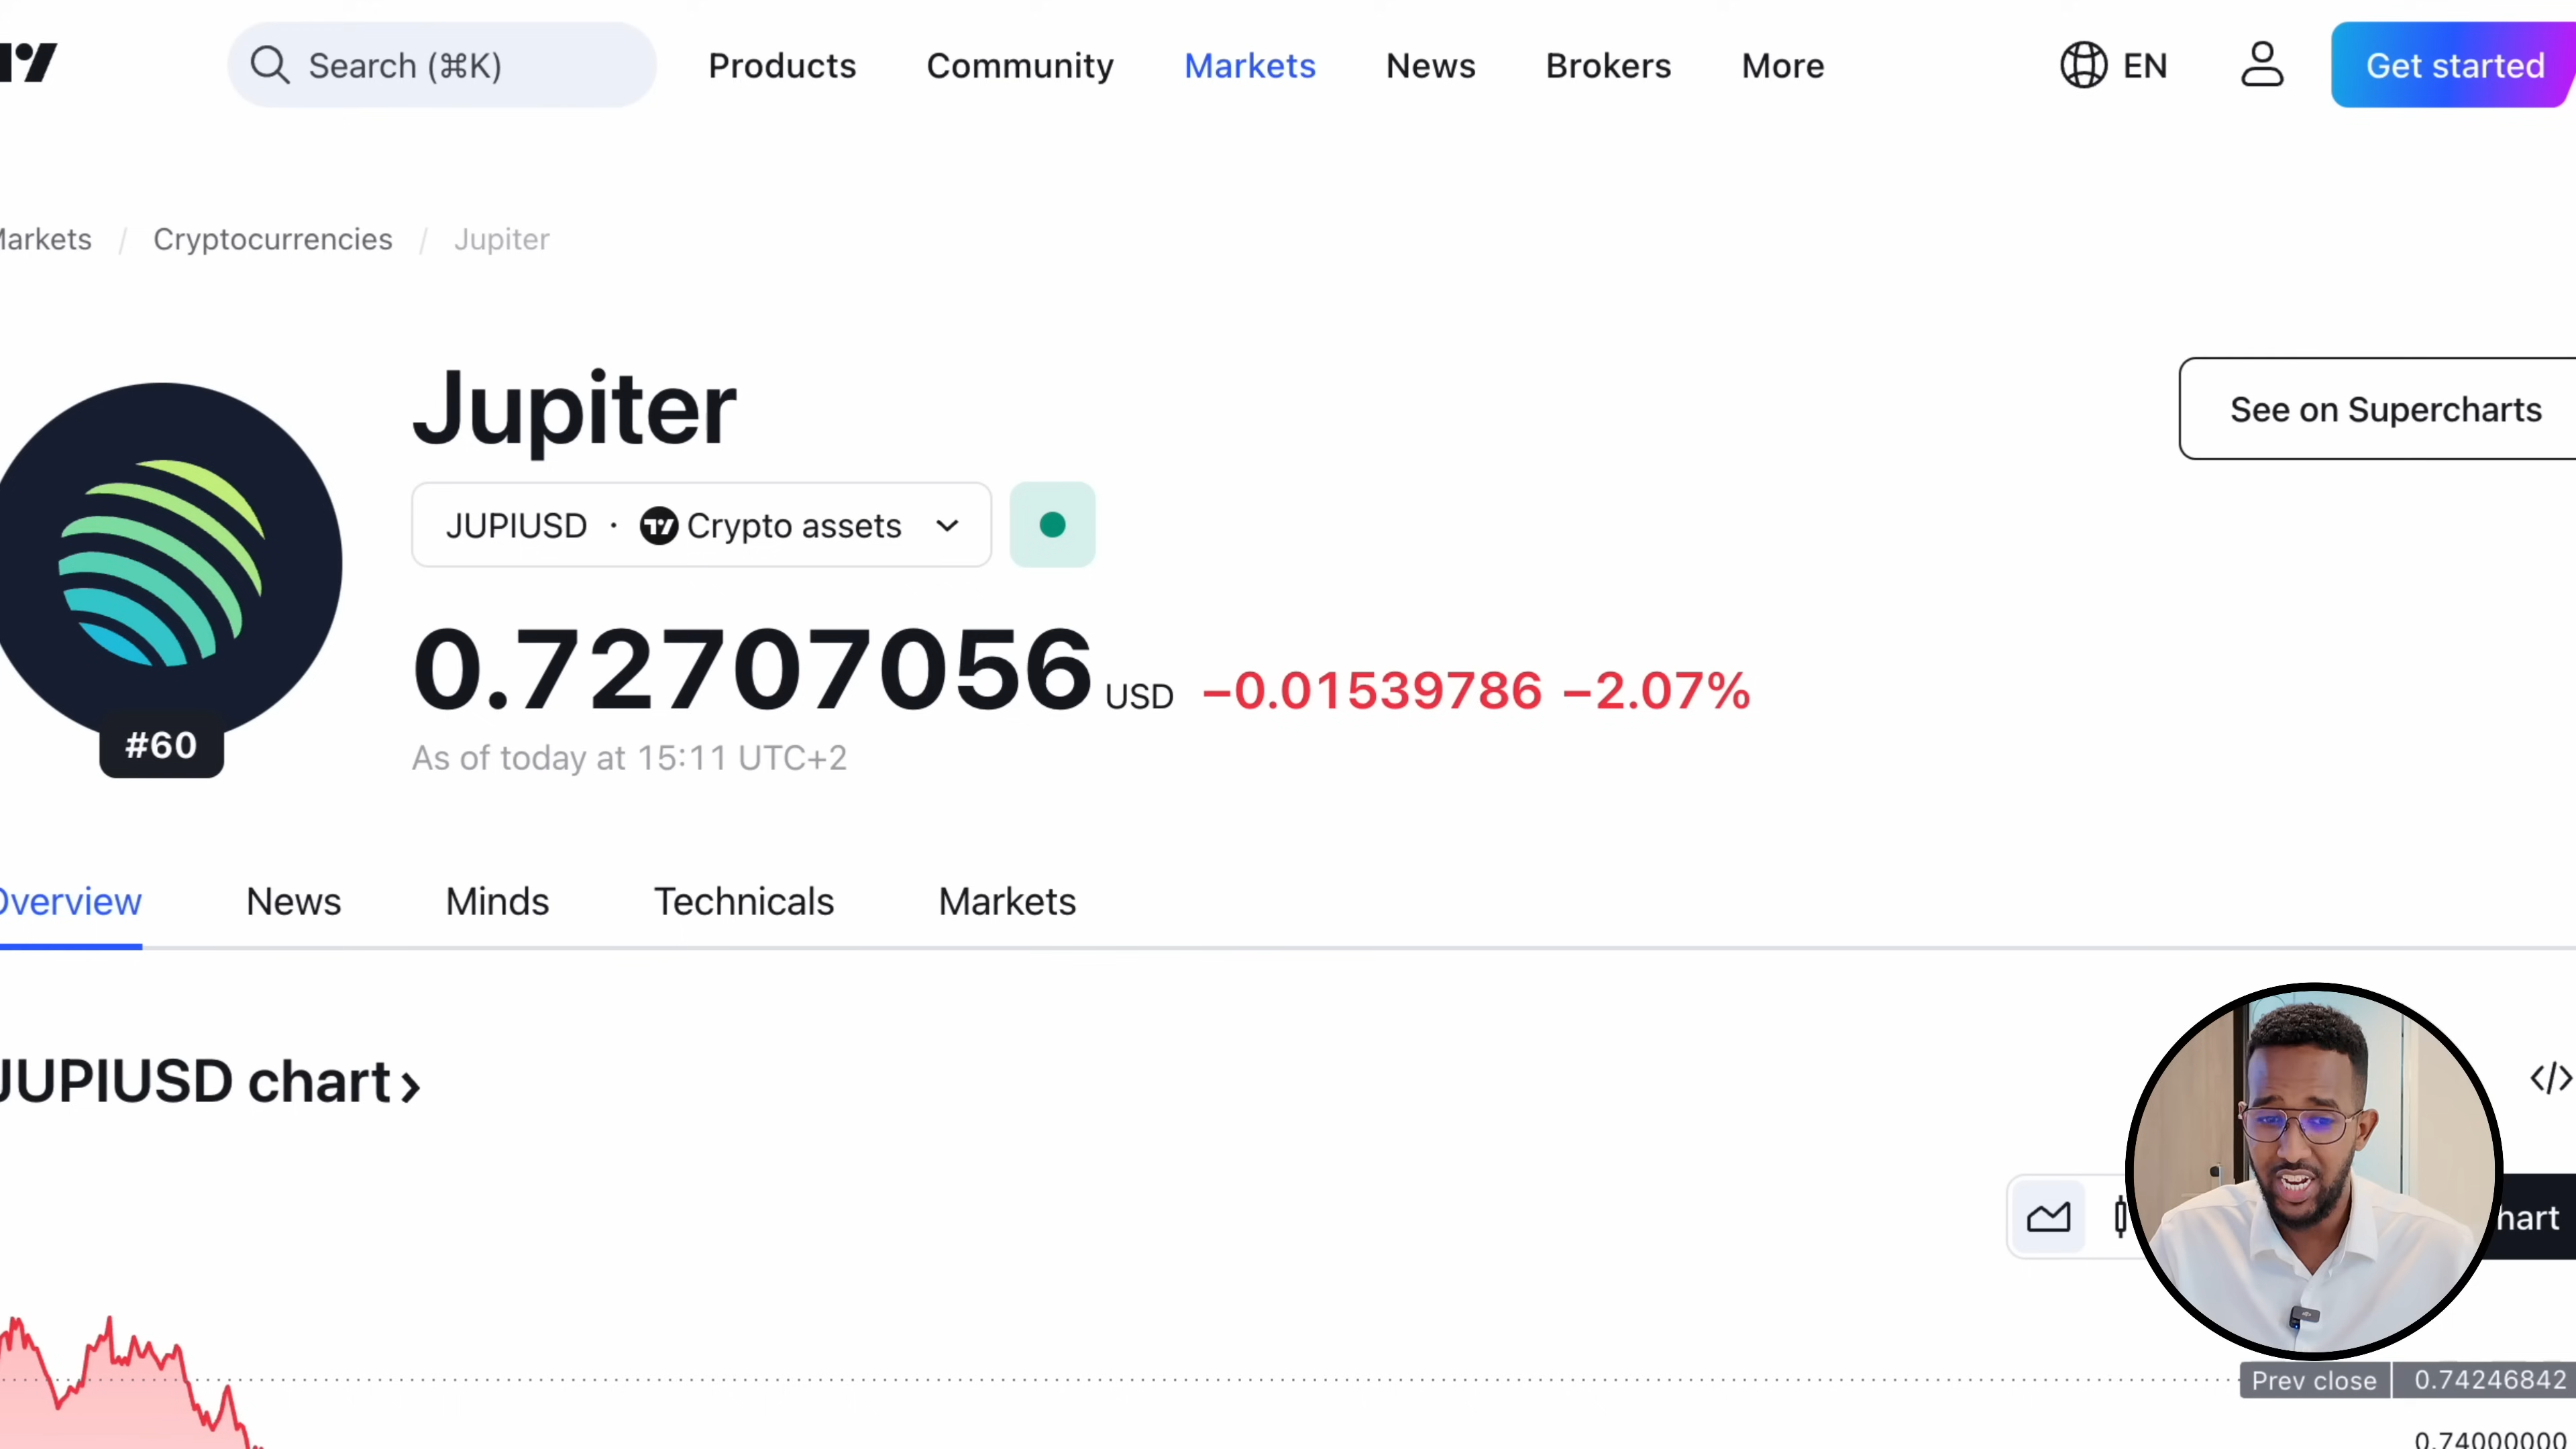 Search (⌘K)
Products
Community
Markets
News
Brokers
More
EN
Get started
Markets / Cryptocurrencies / Jupiter
Jupiter
See on Supercharts
JUPIUSD · Crypto assets
0.72707056 USD −0.01539786 −2.07%
#60
As of today at 15:11 UTC+2
Overview
News
Minds
Technicals
Markets
JUPIUSD chart ›
</>
hart
Prev close 0.74246842
0.74000000